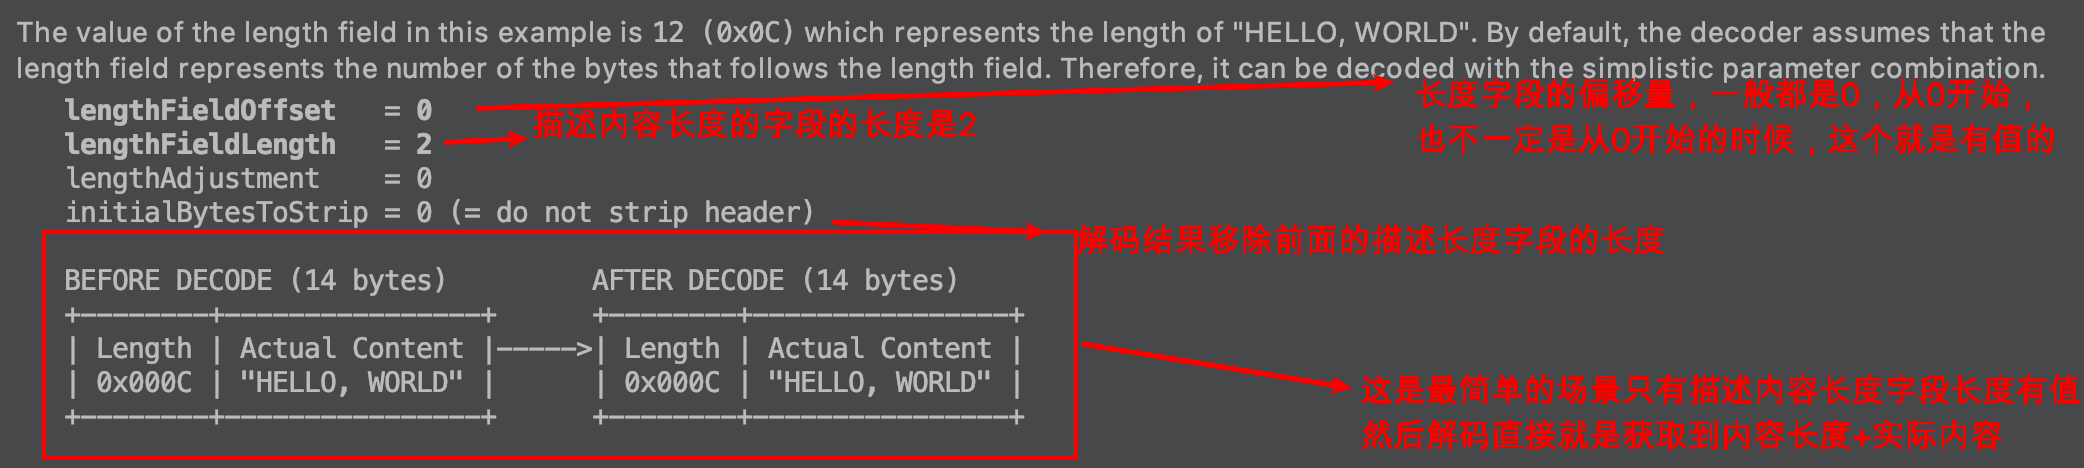 The value of the length field in this example is 12 (0x0C) which represents the length of "HELLO, WORLD". By default, the decoder assumes that the
length field represents the number of the bytes that follows the length field. Therefore, it can be decoded with the simplistic parameter combination.
lengthFieldOffset = 0
长度字段的偏移量，一般都是0，从0开始，
也不一定是从0开始的时候，这个就是有值的
lengthFieldLength = 2
描述内容长度的字段的长度是2
lengthAdjustment = 0
initialBytesToStrip = 0 (= do not strip header)
解码结果移除前面的描述长度字段的长度
BEFORE DECODE (14 bytes) AFTER DECODE (14 bytes)
+--------+----------------+ +--------+----------------+
| Length | Actual Content |----->| Length | Actual Content |
| 0x000C | "HELLO, WORLD" | | 0x000C | "HELLO, WORLD" |
+--------+----------------+ +--------+----------------+
这是最简单的场景只有描述内容长度字段长度有值
然后解码直接就是获取到内容长度+实际内容